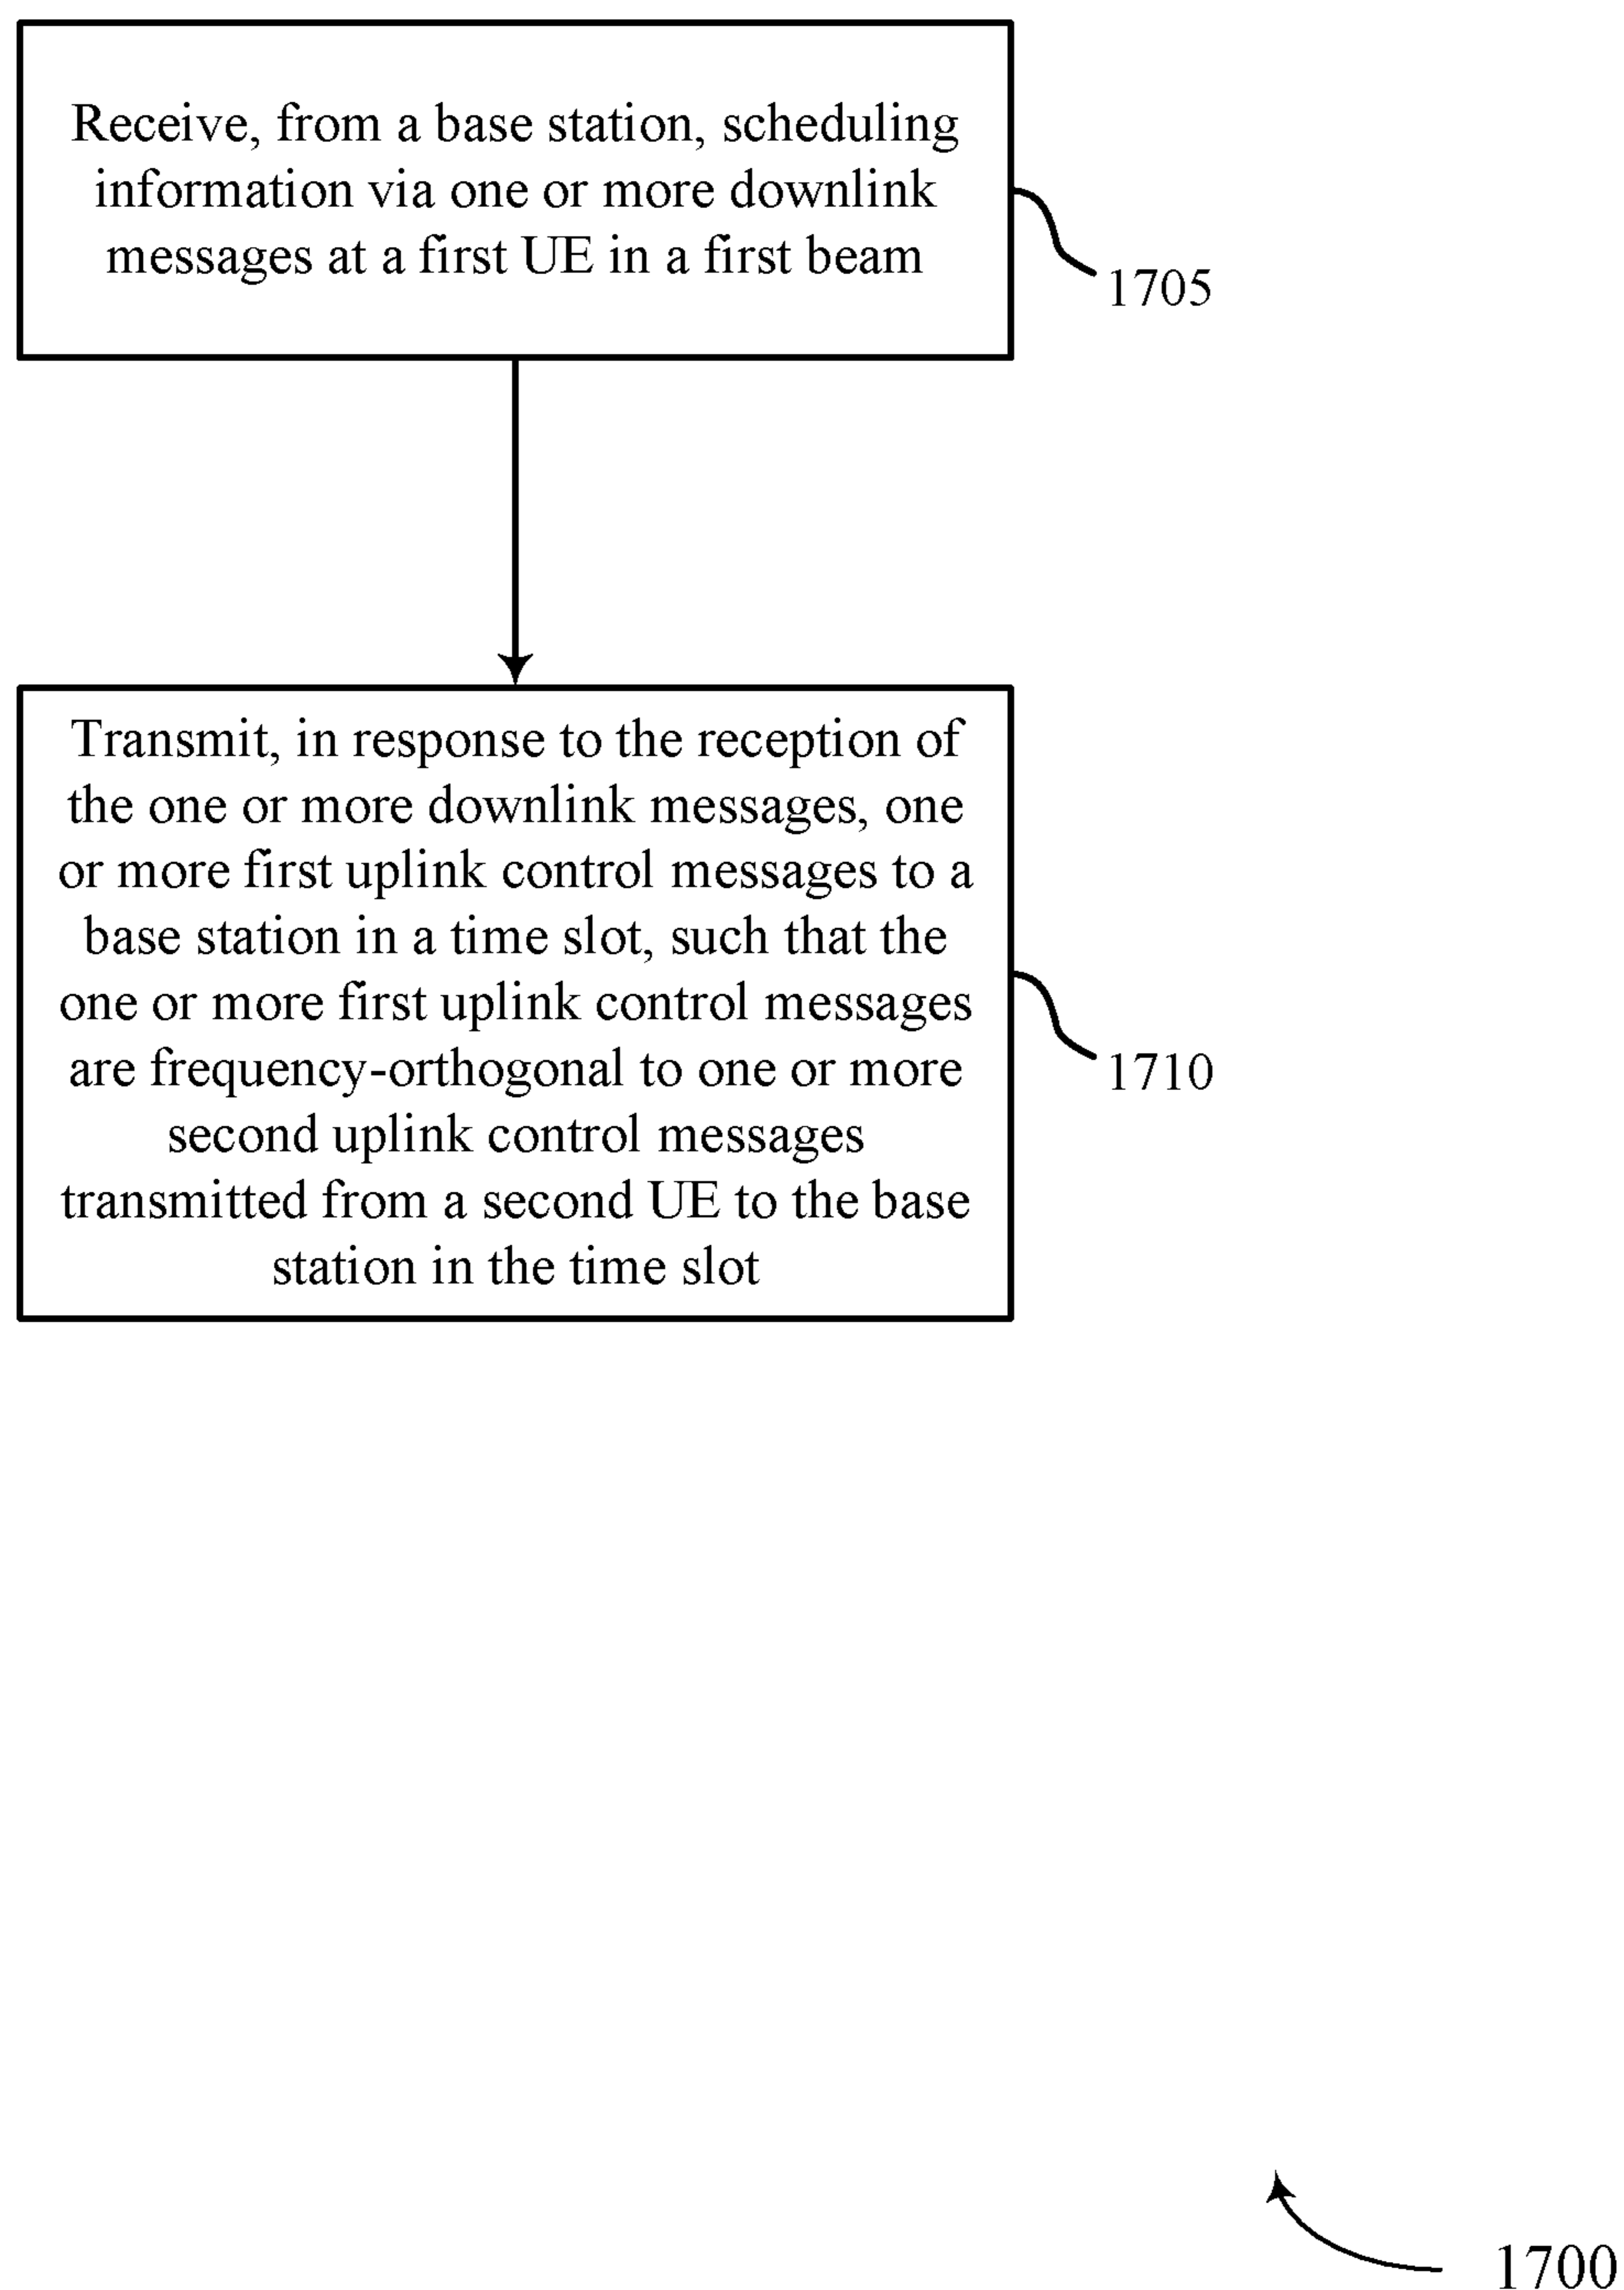 Receive, from a base station, scheduling
information via one or more downlink
messages at a first UE in a first beam
1705
Transmit, in response to the reception of
the one or more downlink messages, one
or more first uplink control messages to a
base station in a time slot, such that the
one or more first uplink control messages
are frequency-orthogonal to one or more
second uplink control messages
transmitted from a second UE to the base
station in the time slot
1710
1700